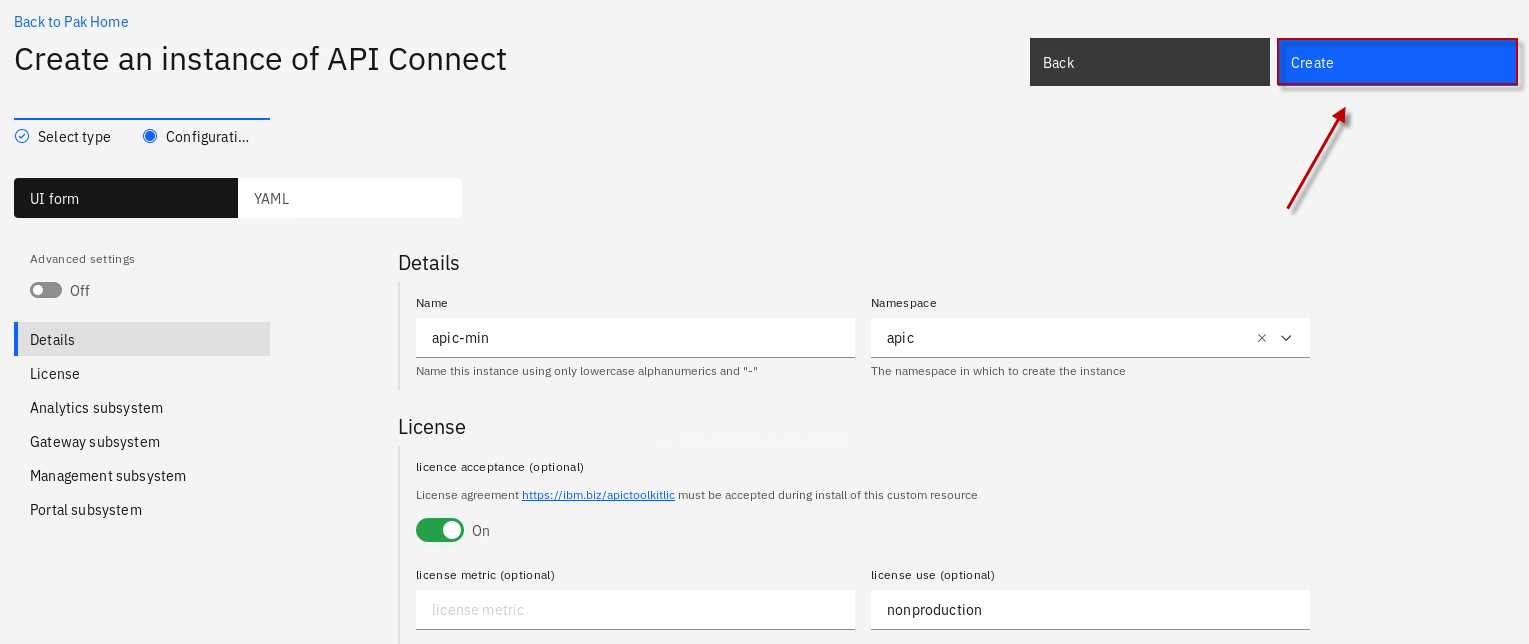 Back to Pak Home
Create an instance of API Connect
Back
Create
Select type
Configurati...
UI form
YAML
Advanced settings
Off
Details
License
Analytics subsystem
Gateway subsystem
Management subsystem
Portal subsystem
Details
Name
Namespace
apic-min
apic
Name this instance using only lowercase alphanumerics and "-"
The namespace in which to create the instance
License
licence acceptance (optional)
License agreement https://ibm.biz/apictoolkitlic must be accepted during install of this custom resource
On
license metric (optional)
license use (optional)
license metric
nonproduction